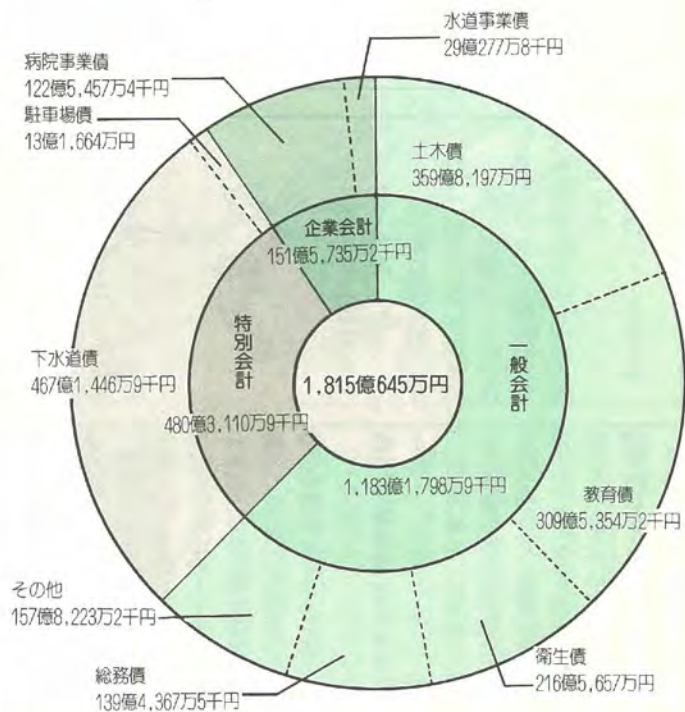 水道事業債
29億277万8千円
病院事業債
122億5,457万4千円
駐車場債
13億1,664万円
土木債
359億8,197万円
企業会計
151億5,735万2千円
特別会計
480億3,110万9千円
一般会計
1,183億1,798万9千円
1,815億645万円
下水道債
467億1,446万9千円
教育債
309億5,354万2千円
その他
157億8,223万2千円
衛生債
216億5,657万円
総務債
139億4,367万5千円